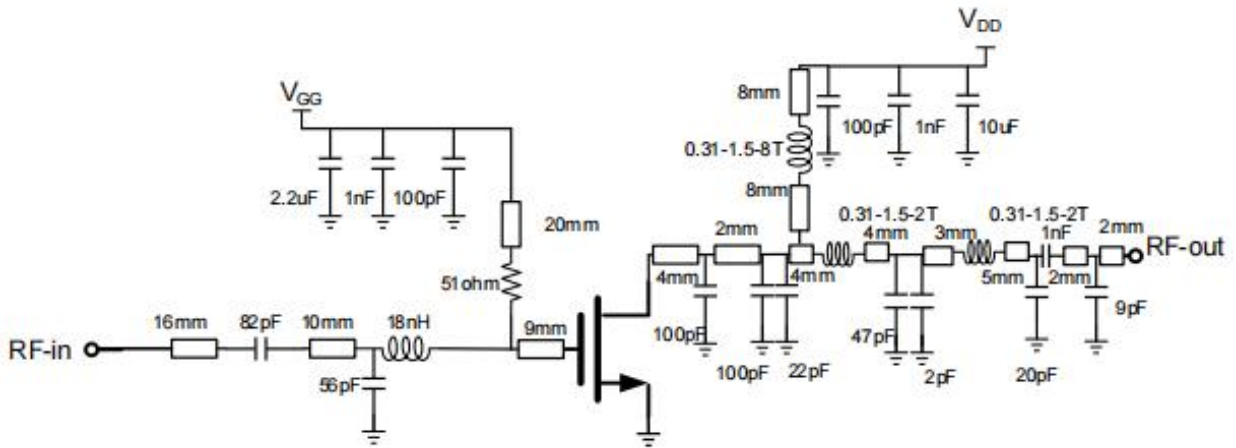 V_DD
8mm
V_GG
100pF 1nF 10uF
0.31-1.5-8T
2.2uF 1nF 100pF
8mm
20mm
2mm
0.31-1.5-2T
0.31-1.5-2T
4mm
3mm
1nF
2mm
RF-out
51ohm
4mm
4mm
5mm
2mm
16mm
82pF
10mm
18nH
9mm
9pF
RF-in
100pF
47pF
56pF
100pF
22pF
2pF
20pF